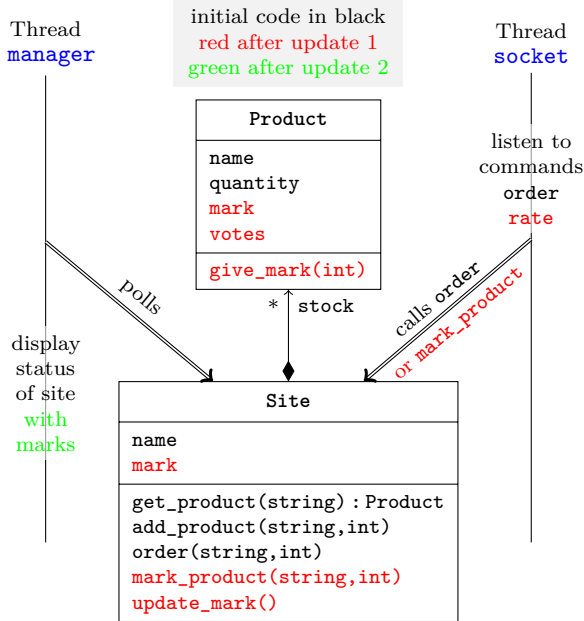 Thread
manager
initial code in black
red after update 1
green after update 2
Thread
socket
Product
name
quantity
mark
votes
give_mark(int)
listen to
commands
order
rate
polls
* stock
calls order
or mark_product
display
status
of site
with
marks
Site
name
mark
get_product(string) : Product
add_product(string,int)
order(string,int)
mark_product(string,int)
update_mark()